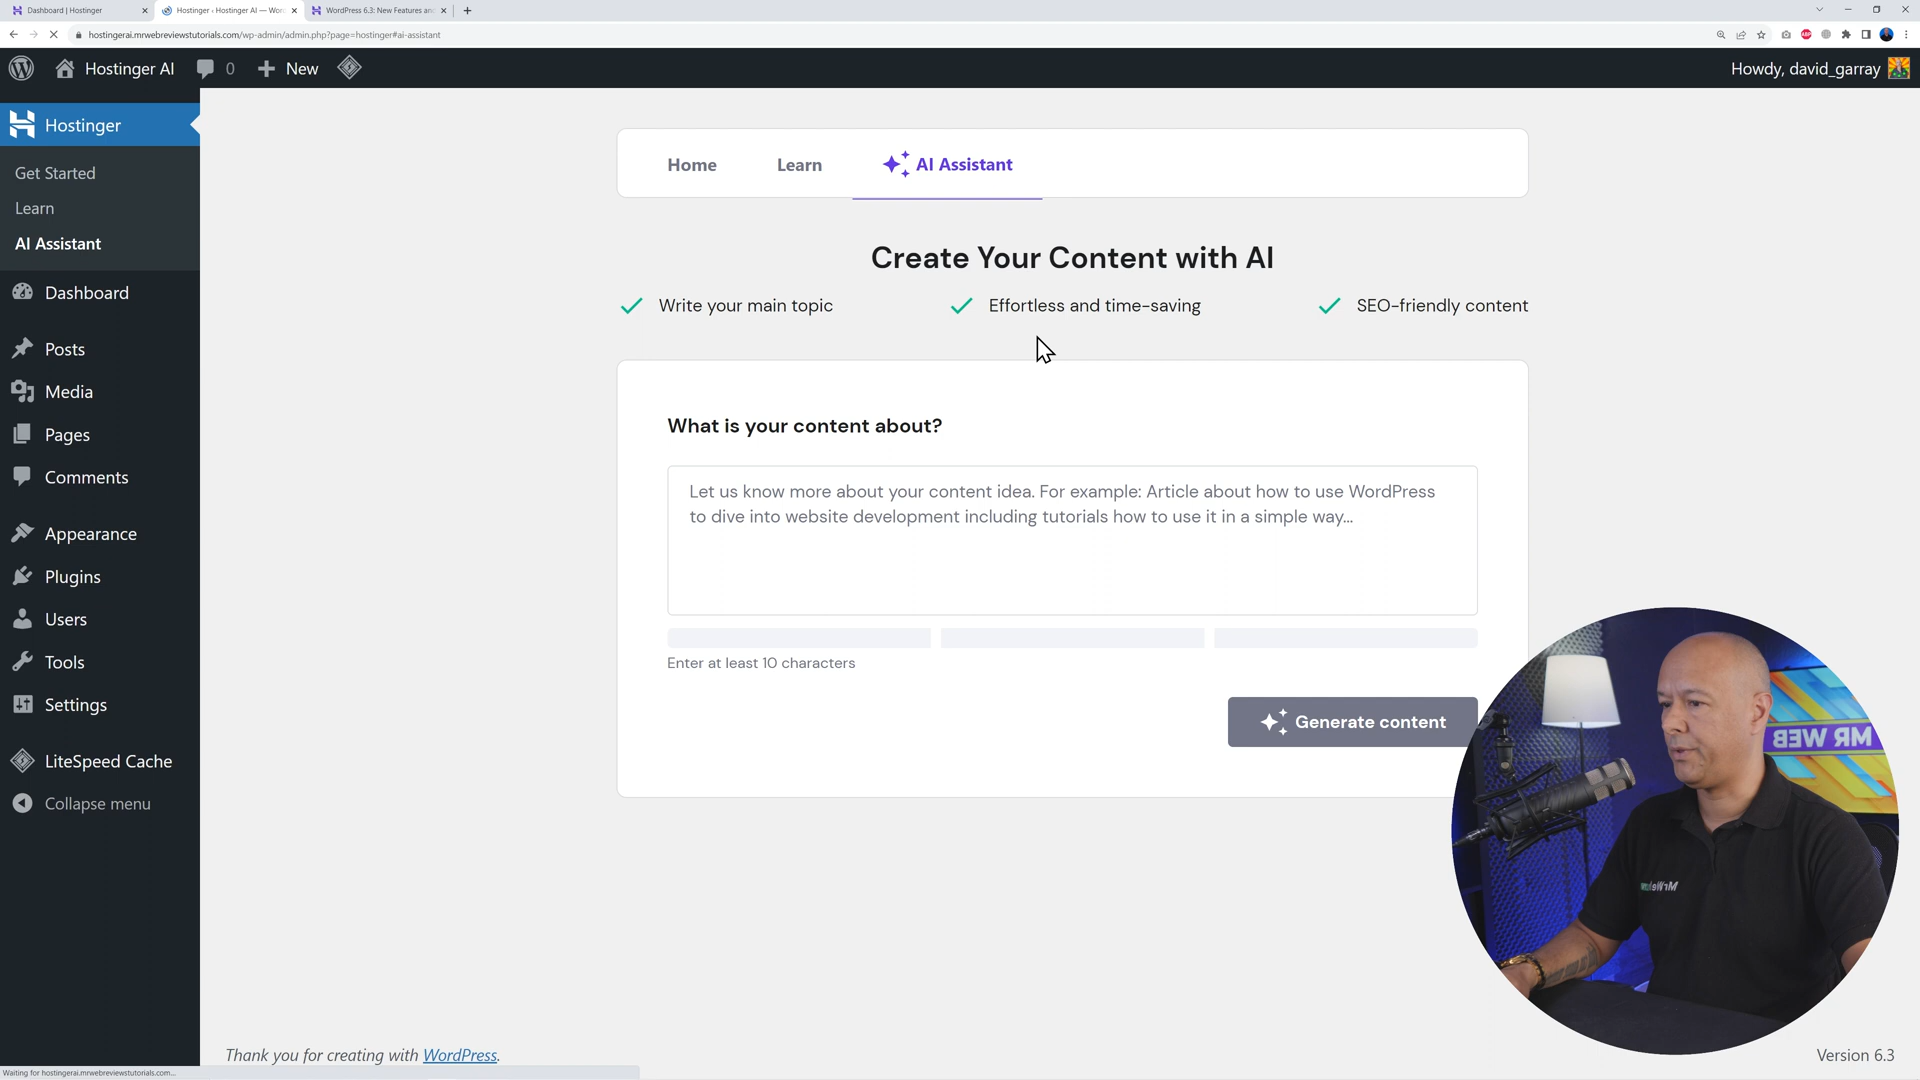 Dashboard | Hostinger
Hostinger ‹ Hostinger AI — Wor
WordPress 6.3: New Features an
hostingerai.mrwebreviewstutorials.com/wp-admin/admin.php?page=hostinger#ai-assistant
Hostinger AI
0
New
Howdy, david_garray
Hostinger
Get Started
Learn
AI Assistant
Dashboard
Posts
Media
Pages
Comments
Appearance
Plugins
Users
Tools
Settings
LiteSpeed Cache
Collapse menu
Home
Learn
AI Assistant
Create Your Content with AI
Write your main topic
Effortless and time-saving
SEO-friendly content
What is your content about?
Let us know more about your content idea. For example: Article about how to use WordPress
to dive into website development including tutorials how to use it in a simple way...
Enter at least 10 characters
Generate content
MR WEB
Thank you for creating with WordPress.
Version 6.3
Waiting for hostingerai.mrwebreviewstutorials.com...